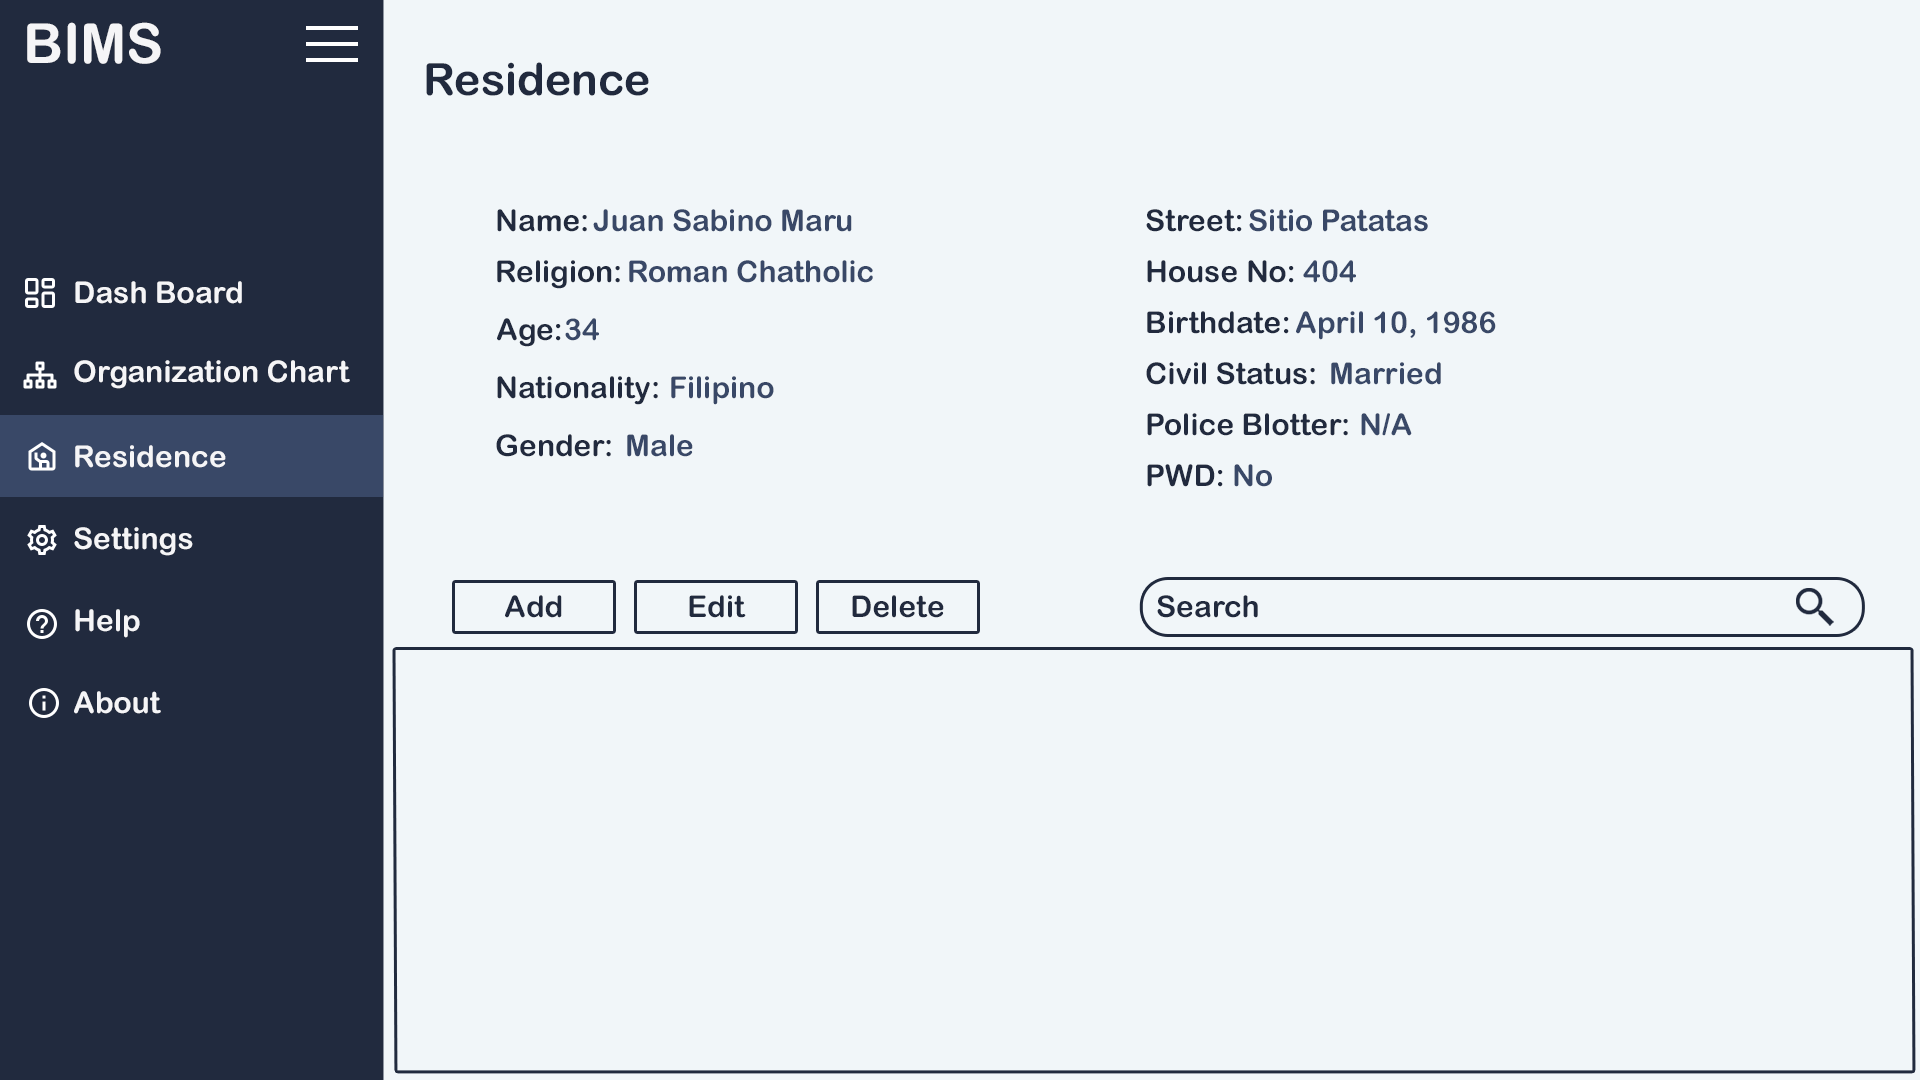 BIMS
Dash Board
Organization Chart
Residence
Settings
Help
About
Residence
Name: Juan Sabino Maru
Religion: Roman Chatholic
Age: 34
Nationality: Filipino
Gender: Male
Street: Sitio Patatas
House No: 404
Birthdate: April 10, 1986
Civil Status: Married
Police Blotter: N/A
PWD: No
Add
Edit
Delete
Search